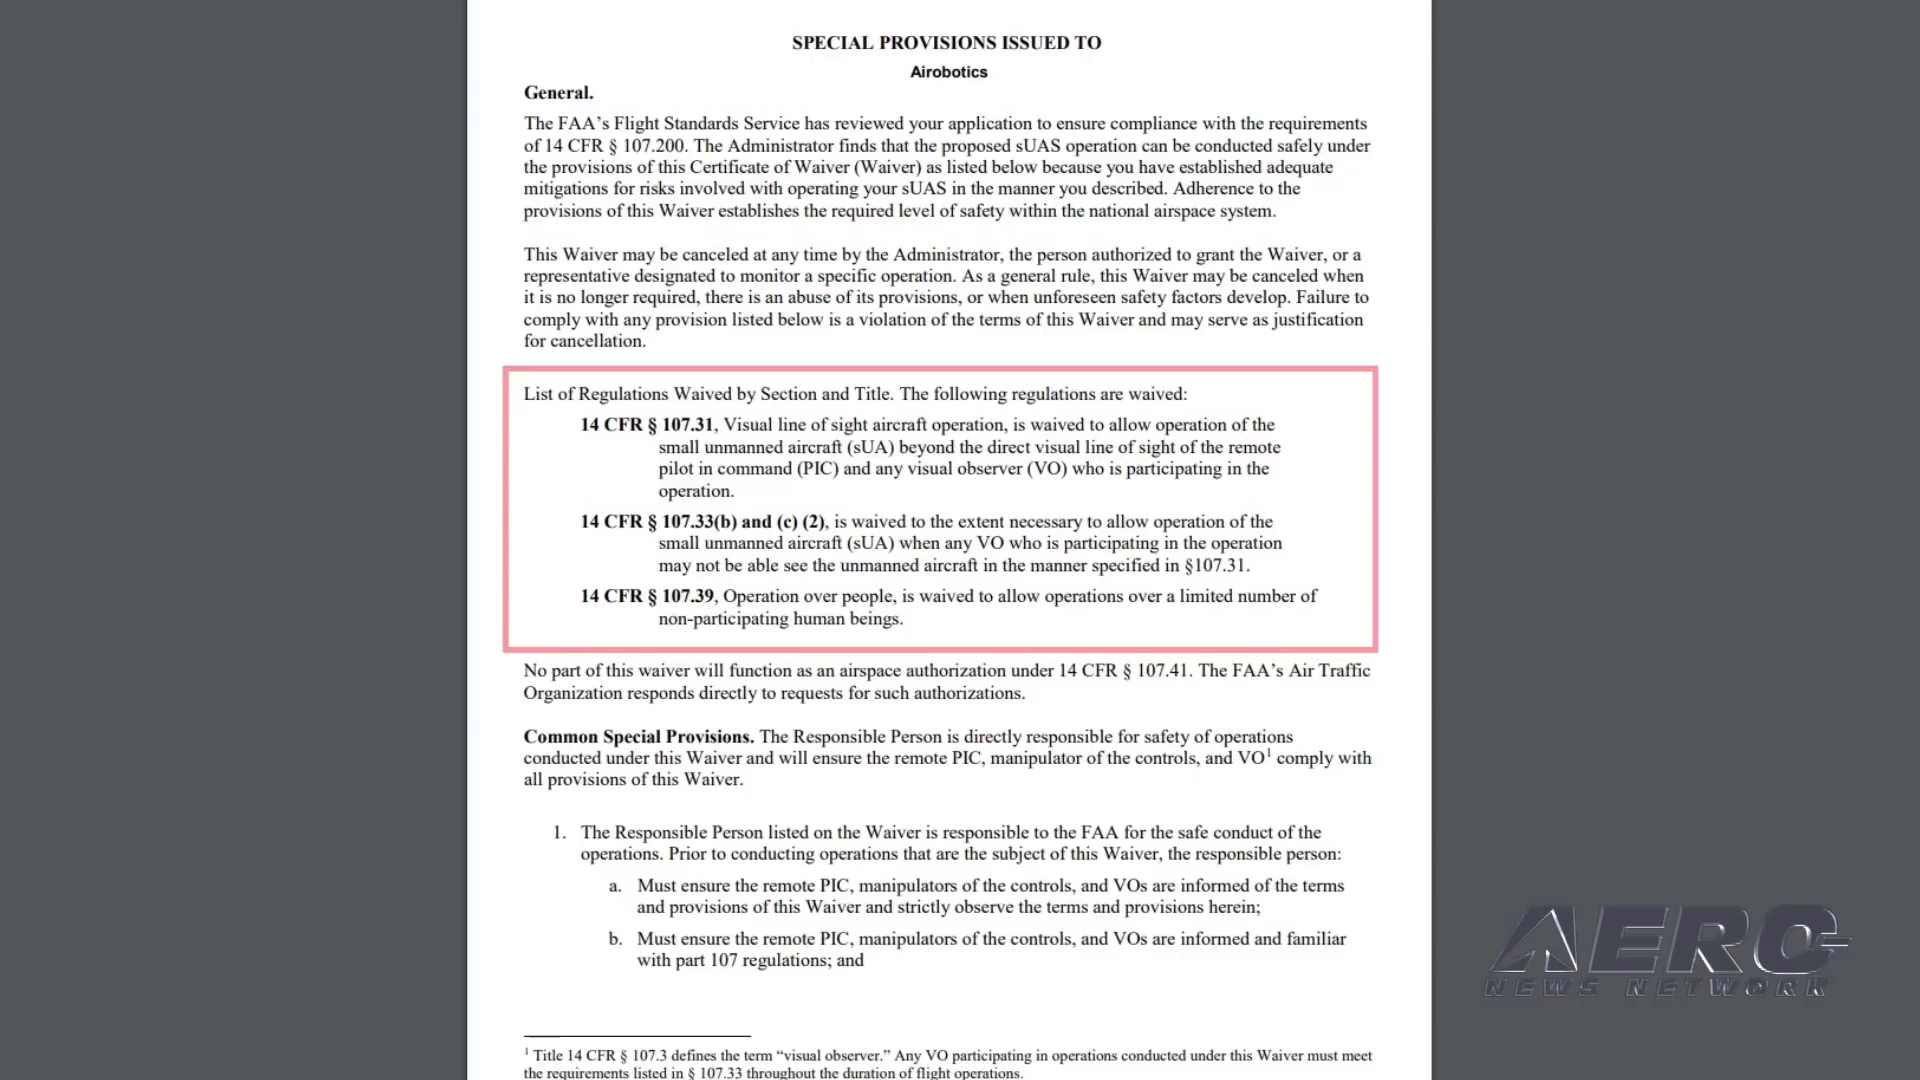 SPECIAL PROVISIONS ISSUED TO
Airobotics
General.
The FAA’s Flight Standards Service has reviewed your application to ensure compliance with the requirements
of 14 CFR § 107.200. The Administrator finds that the proposed sUAS operation can be conducted safely under
the provisions of this Certificate of Waiver (Waiver) as listed below because you have established adequate
mitigations for risks involved with operating your sUAS in the manner you described. Adherence to the
provisions of this Waiver establishes the required level of safety within the national airspace system.
This Waiver may be canceled at any time by the Administrator, the person authorized to grant the Waiver, or a
representative designated to monitor a specific operation. As a general rule, this Waiver may be canceled when
it is no longer required, there is an abuse of its provisions, or when unforeseen safety factors develop. Failure to
comply with any provision listed below is a violation of the terms of this Waiver and may serve as justification
for cancellation.
List of Regulations Waived by Section and Title. The following regulations are waived:
14 CFR § 107.31, Visual line of sight aircraft operation, is waived to allow operation of the
small unmanned aircraft (sUA) beyond the direct visual line of sight of the remote
pilot in command (PIC) and any visual observer (VO) who is participating in the
operation.
14 CFR § 107.33(b) and (c) (2), is waived to the extent necessary to allow operation of the
small unmanned aircraft (sUA) when any VO who is participating in the operation
may not be able see the unmanned aircraft in the manner specified in §107.31.
14 CFR § 107.39, Operation over people, is waived to allow operations over a limited number of
non-participating human beings.
No part of this waiver will function as an airspace authorization under 14 CFR § 107.41. The FAA’s Air Traffic
Organization responds directly to requests for such authorizations.
Common Special Provisions. The Responsible Person is directly responsible for safety of operations
conducted under this Waiver and will ensure the remote PIC, manipulator of the controls, and VO1 comply with
all provisions of this Waiver.
1. The Responsible Person listed on the Waiver is responsible to the FAA for the safe conduct of the
operations. Prior to conducting operations that are the subject of this Waiver, the responsible person:
a. Must ensure the remote PIC, manipulators of the controls, and VOs are informed of the terms
and provisions of this Waiver and strictly observe the terms and provisions herein;
b. Must ensure the remote PIC, manipulators of the controls, and VOs are informed and familiar
with part 107 regulations; and
1 Title 14 CFR § 107.3 defines the term “visual observer.” Any VO participating in operations conducted under this Waiver must meet
the requirements listed in § 107.33 throughout the duration of flight operations.
AERO
NEWS NETWORK